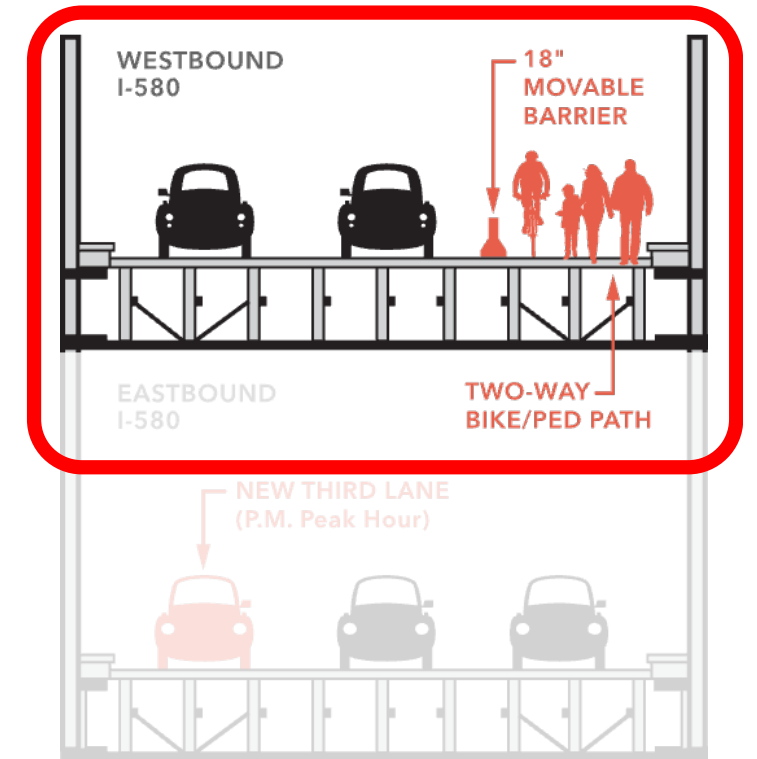 WESTBOUND
I-580
18"
MOVABLE
BARRIER
EASTBOUND
I-580
TWO-WAY
BIKE/PED PATH
NEW THIRD LANE
(P.M. Peak Hour)